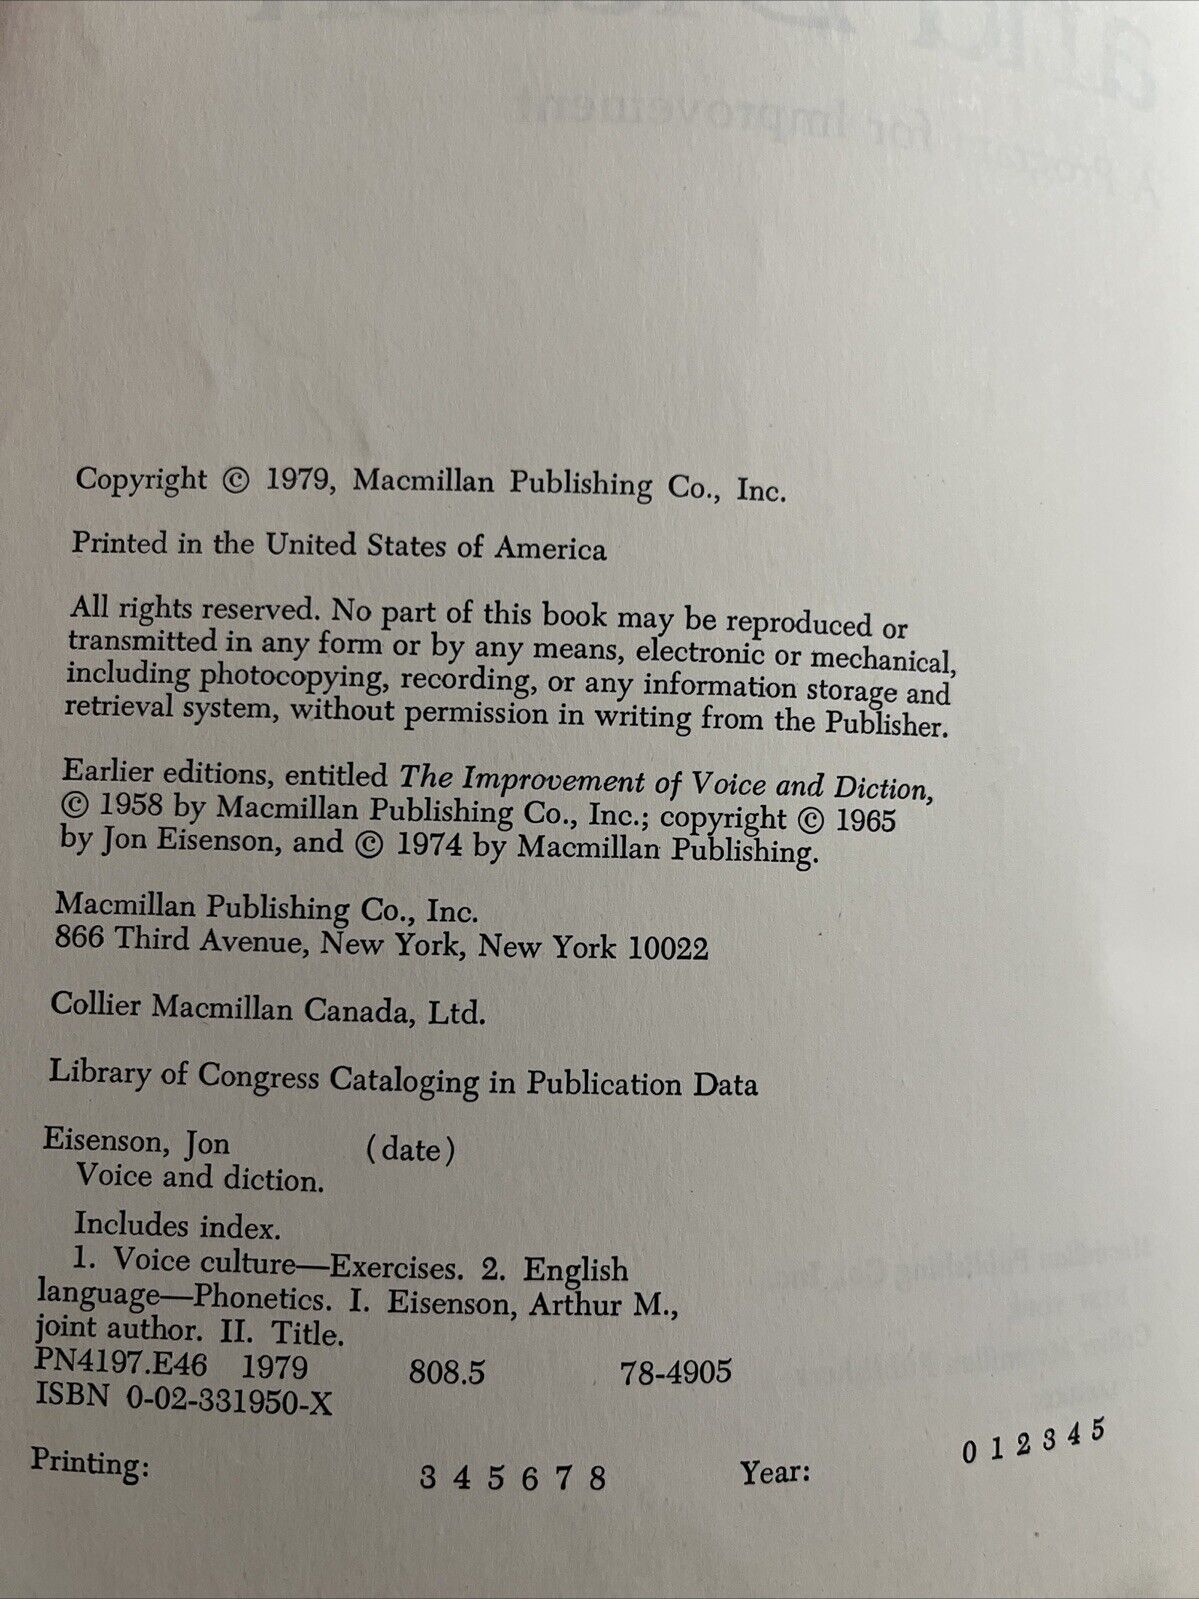 Copyright © 1979, Macmillan Publishing Co., Inc.
Printed in the United States of America
All rights reserved. No part of this book may be reproduced or
transmitted in any form or by any means, electronic or mechanical,
including photocopying, recording, or any information storage and
retrieval system, without permission in writing from the Publisher.
Earlier editions, entitled The Improvement of Voice and Diction,
© 1958 by Macmillan Publishing Co., Inc.; copyright © 1965
by Jon Eisenson, and © 1974 by Macmillan Publishing.
Macmillan Publishing Co., Inc.
866 Third Avenue, New York, New York 10022
Collier Macmillan Canada, Ltd.
Library of Congress Cataloging in Publication Data
Eisenson, Jon (date)
Voice and diction.
Includes index.
1. Voice culture—Exercises. 2. English
language—Phonetics. I. Eisenson, Arthur M.,
joint author. II. Title.
PN4197.E46 1979 808.5 78-4905
ISBN 0-02-331950-X
Printing: 3 4 5 6 7 8 Year: 0 1 2 3 4 5